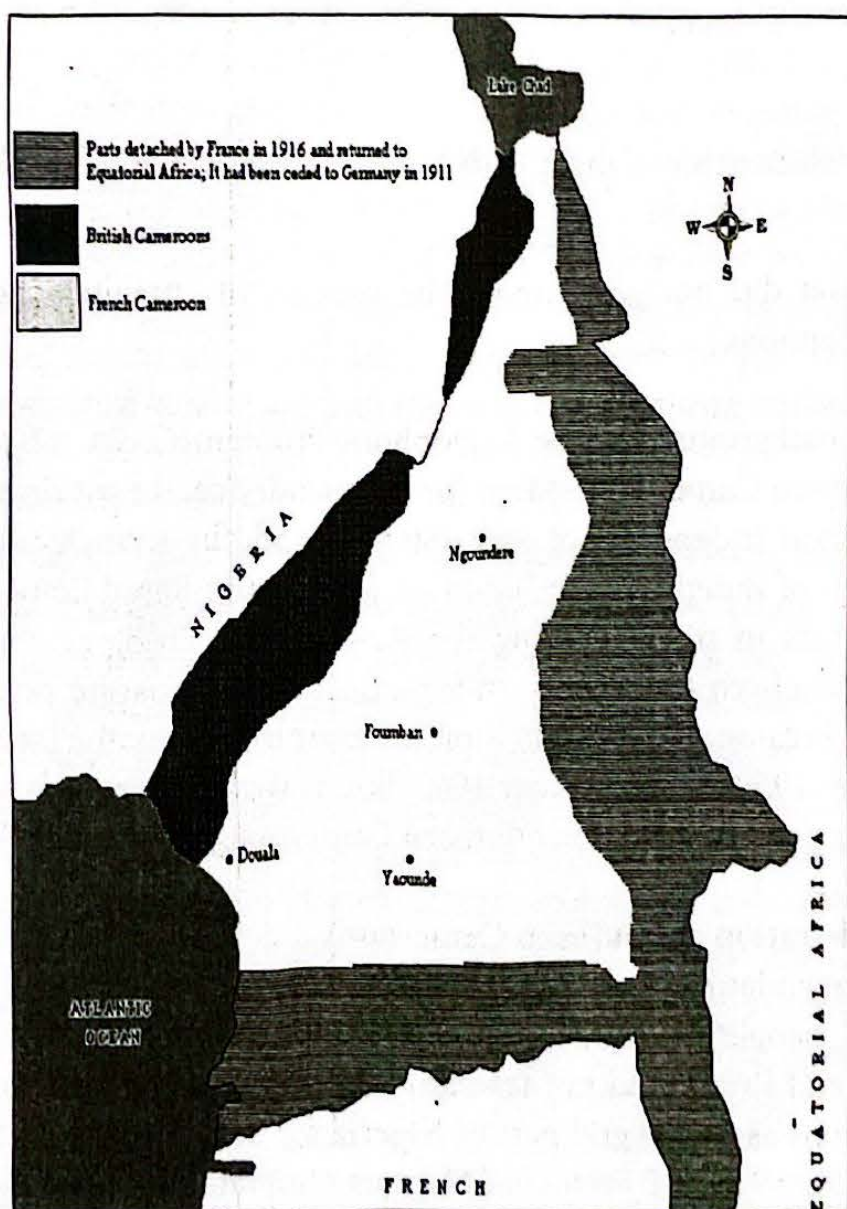 Lake Chad
Parts detached by France in 1916 and returned to
Equatorial Africa; It had been ceded to Germany in 1911
British Cameroons
French Cameroon
N
W E
S
NIGERIA
Ngoundere
Foumban
Douala
Yaounde
ATLANTIC
OCEAN
FRENCH
EQUATORIAL AFRICA